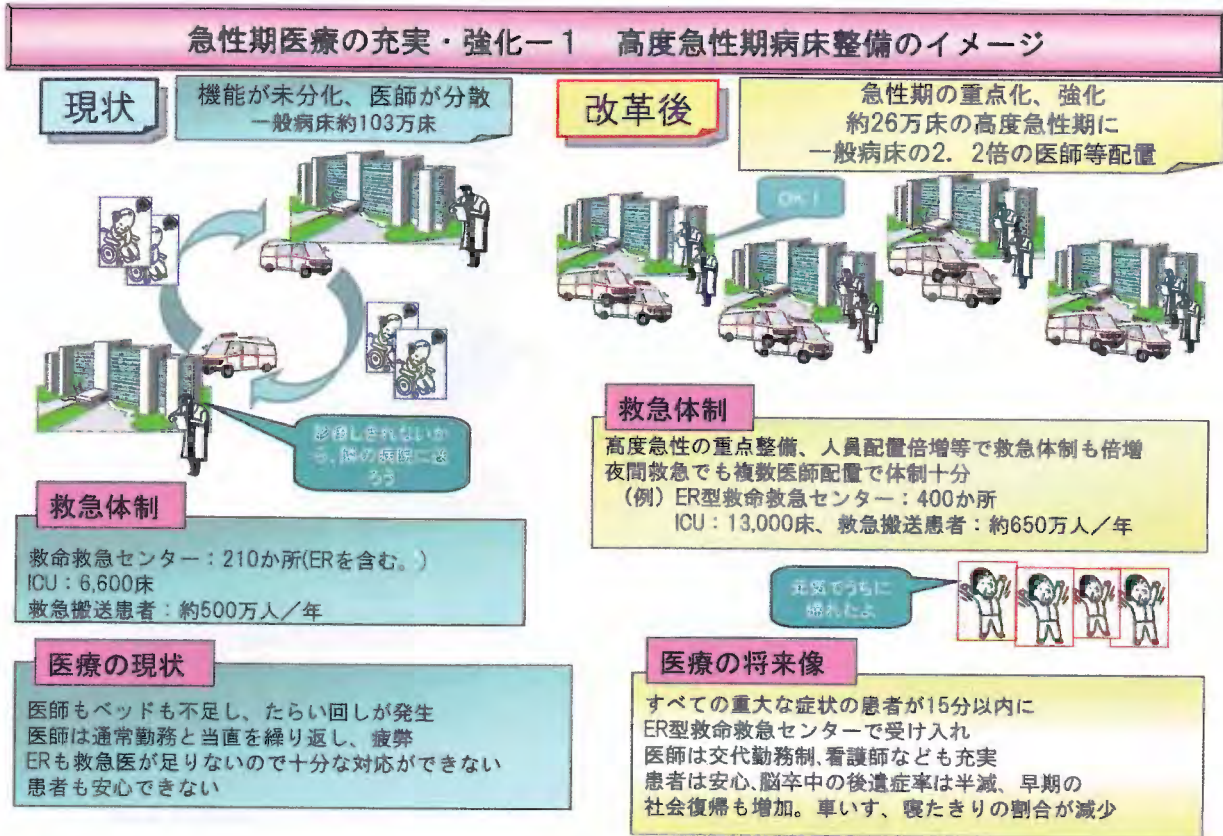 急性期医療の充実・強化ー1 高度急性期病床整備のイメージ
現状
機能が未分化、医師が分散
一般病床約103万床
救急体制
救命救急センター：210か所(ERを含む。)
ICU：6,600床
救急搬送患者：約500万人／年
医療の現状
医師もベッドも不足し、たらい回しが発生
医師は通常勤務と当直を繰り返し、疲弊
ERも救急医が足りないので十分な対応ができない
患者も安心できない
改革後
急性期の重点化、強化
約26万床の高度急性期に
一般病床の2．2倍の医師等配置
OK！
救急体制
高度急性の重点整備、人員配置倍増等で救急体制も倍増
夜間救急でも複数医師配置で体制十分
（例）ER型救命救急センター：400か所
ICU：13,000床、救急搬送患者：約650万人／年
元気でうちに
帰れたよ
医療の将来像
すべての重大な症状の患者が15分以内に
ER型救命救急センターで受け入れ
医師は交代勤務制、看護師なども充実
患者は安心、脳卒中の後遺症率は半減、早期の
社会復帰も増加。車いす、寝たきりの割合が減少